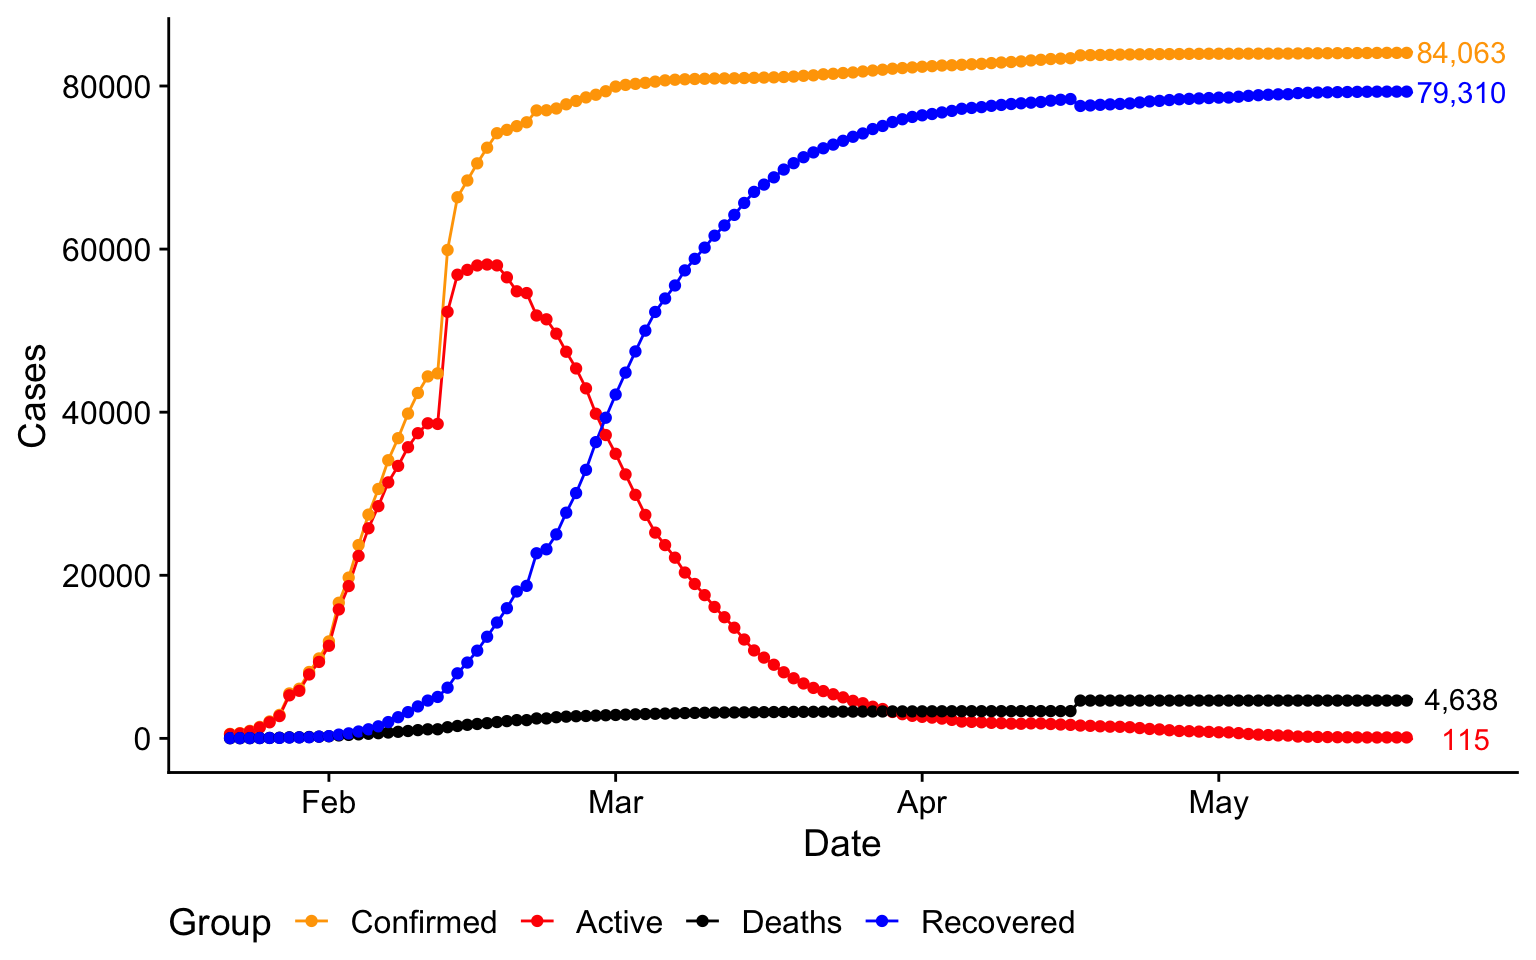 84,063
80000
79,310
60000
Cases
40000
20000
4,638
0
115
Feb Mar Apr May
Date
Group Confirmed Active Deaths Recovered